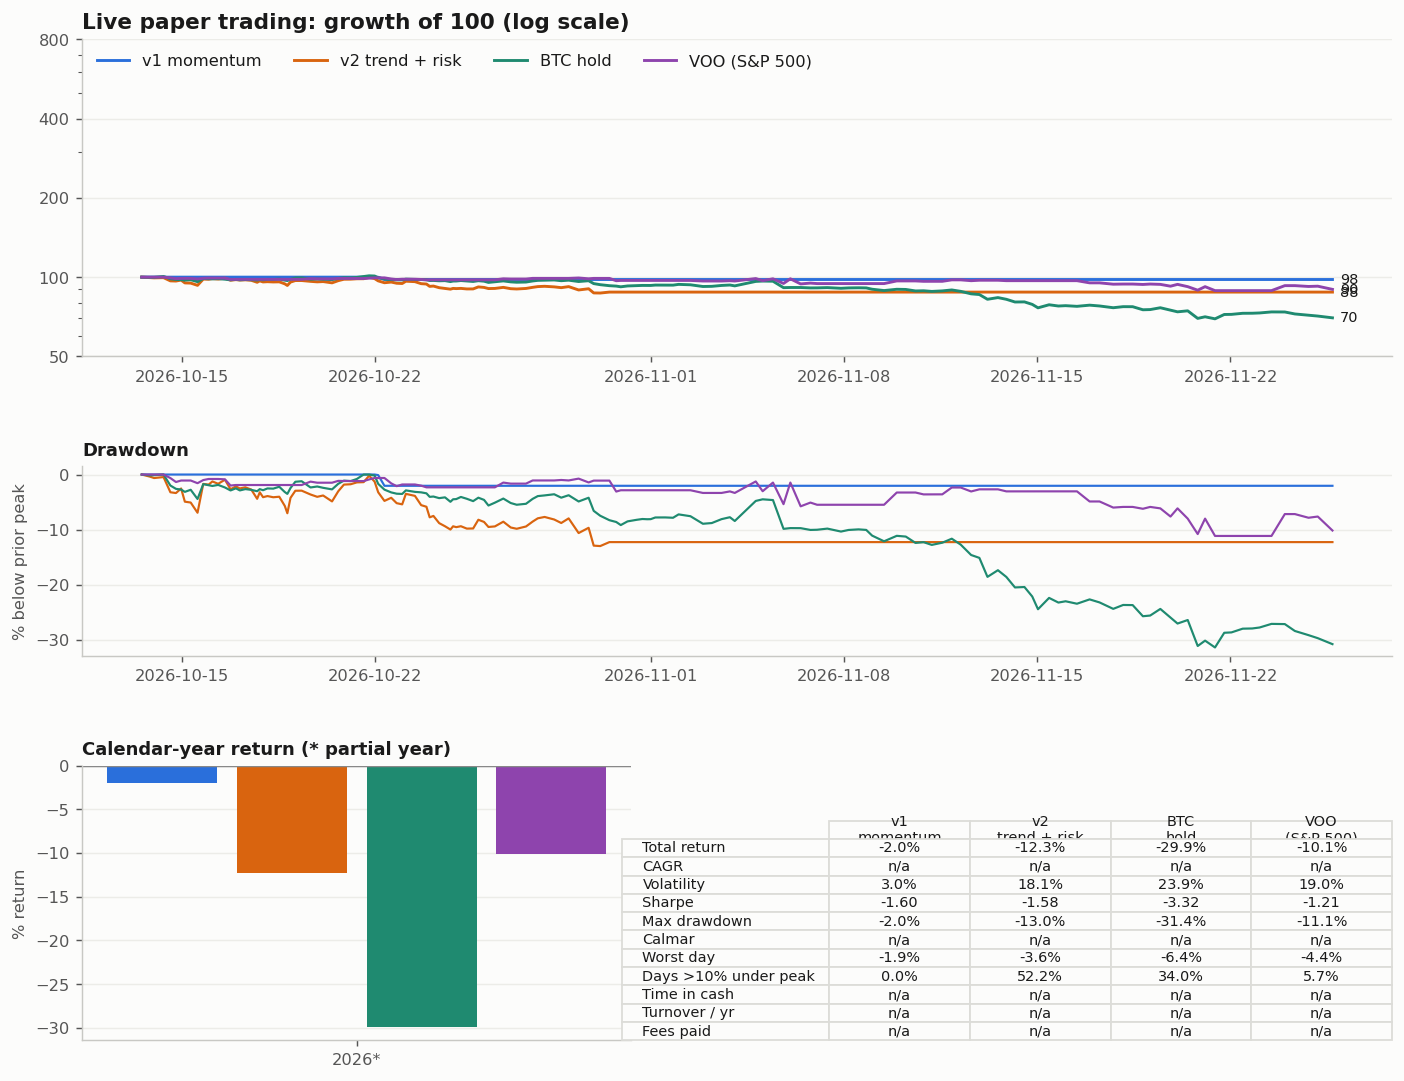 Live paper trading: growth of 100 (log scale)
v1 momentum
v2 trend + risk
BTC hold
VOO (S&P 500)
800
400
200
100
50
98
90
88
70
2026-10-15
2026-10-22
2026-11-01
2026-11-08
2026-11-15
2026-11-22
Drawdown
% below prior peak
0
−10
−20
−30
2026-10-15
2026-10-22
2026-11-01
2026-11-08
2026-11-15
2026-11-22
Calendar-year return (* partial year)
% return
0
−5
−10
−15
−20
−25
−30
2026*
v1 momentum
v2 trend + risk
BTC hold
VOO (S&P 500)
Total return -2.0% -12.3% -29.9% -10.1%
CAGR n/a n/a n/a n/a
Volatility 3.0% 18.1% 23.9% 19.0%
Sharpe -1.60 -1.58 -3.32 -1.21
Max drawdown -2.0% -13.0% -31.4% -11.1%
Calmar n/a n/a n/a n/a
Worst day -1.9% -3.6% -6.4% -4.4%
Days >10% under peak 0.0% 52.2% 34.0% 5.7%
Time in cash n/a n/a n/a n/a
Turnover / yr n/a n/a n/a n/a
Fees paid n/a n/a n/a n/a